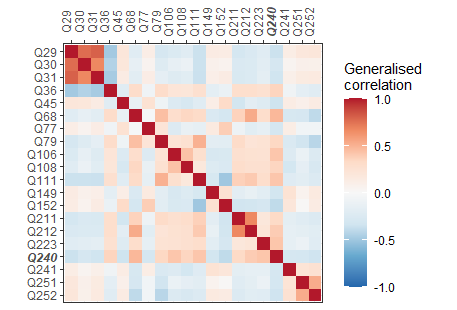 Q29 Q30 Q31 Q36 Q45 Q68 Q77 Q79 Q106 Q108 Q111 Q149 Q152 Q211 Q212 Q223 Q240 Q241 Q251 Q252
Q29
Q30
Q31
Q36
Q45
Q68
Q77
Q79
Q106
Q108
Q111
Q149
Q152
Q211
Q212
Q223
Q240
Q241
Q251
Q252
Generalised
correlation
1.0
0.5
0.0
-0.5
-1.0